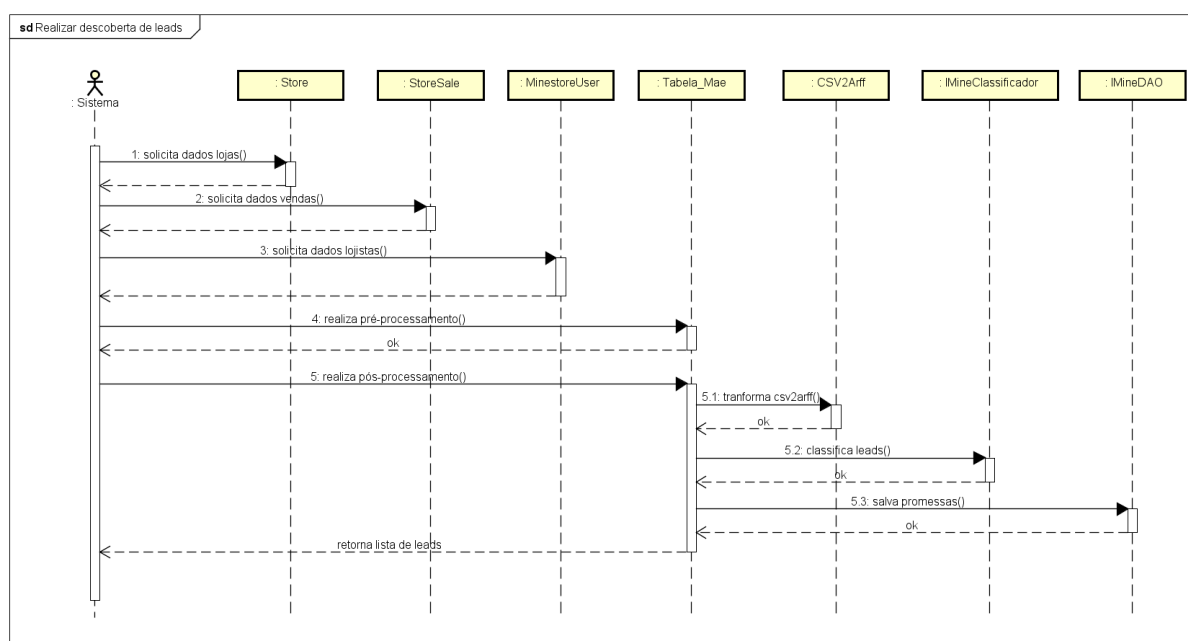 sd Realizar descoberta de leads
: Sistema
: Store
: StoreSale
: MinestoreUser
: Tabela_Mae
: CSV2Arff
: IMineClassificador
: IMineDAO
1: solicita dados lojas()
2: solicita dados vendas()
3: solicita dados lojistas()
4: realiza pré-processamento()
ok
5: realiza pós-processamento()
5.1: tranforma csv2arff()
ok
5.2: classifica leads()
ok
5.3: salva promessas()
ok
retorna lista de leads